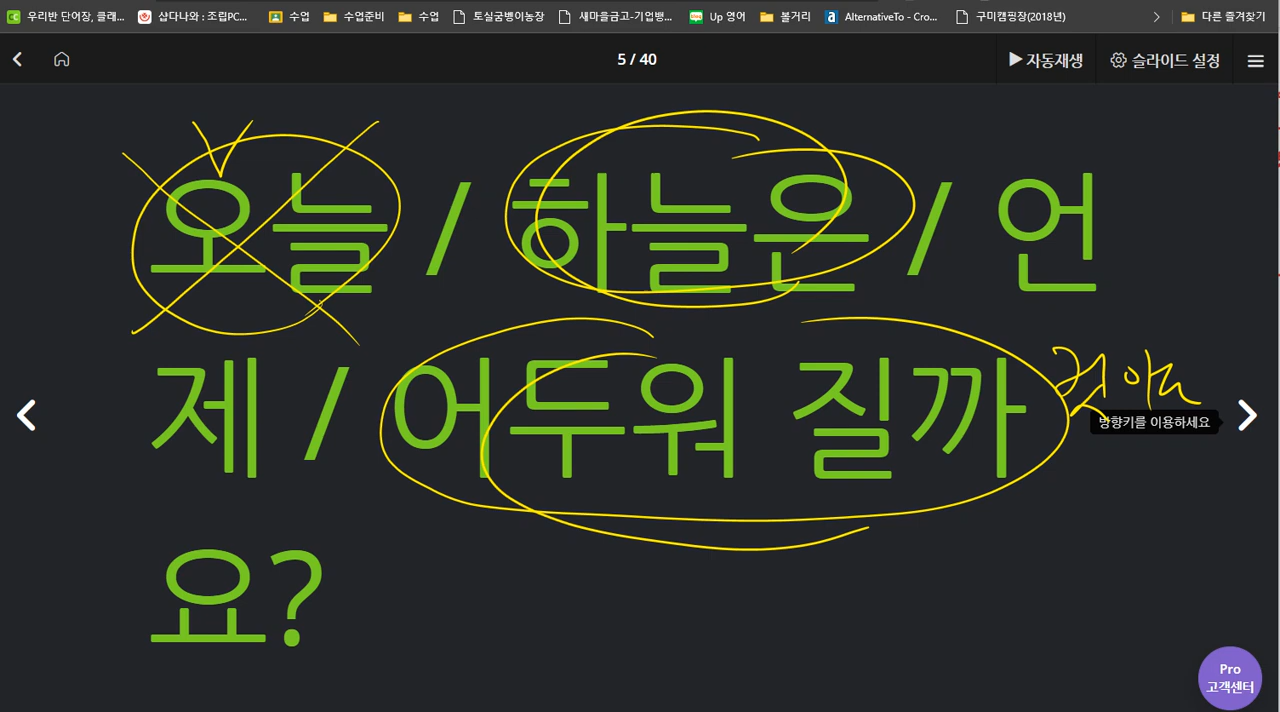 우리반 단어장, 클래... 샵다나와 : 조립PC... 수업 수업준비 수업 토실굼벵이농장 새마을금고-기업뱅... Up 영어 볼거리 AlternativeTo - Cro... 구미캠핑장(2018년) 다른 즐겨찾기
5 / 40 ▶자동재생 슬라이드 설정
오늘 / 하늘은 / 언
제 / 어두워 질까
방향키를 이용하세요
요?
Pro
고객센터